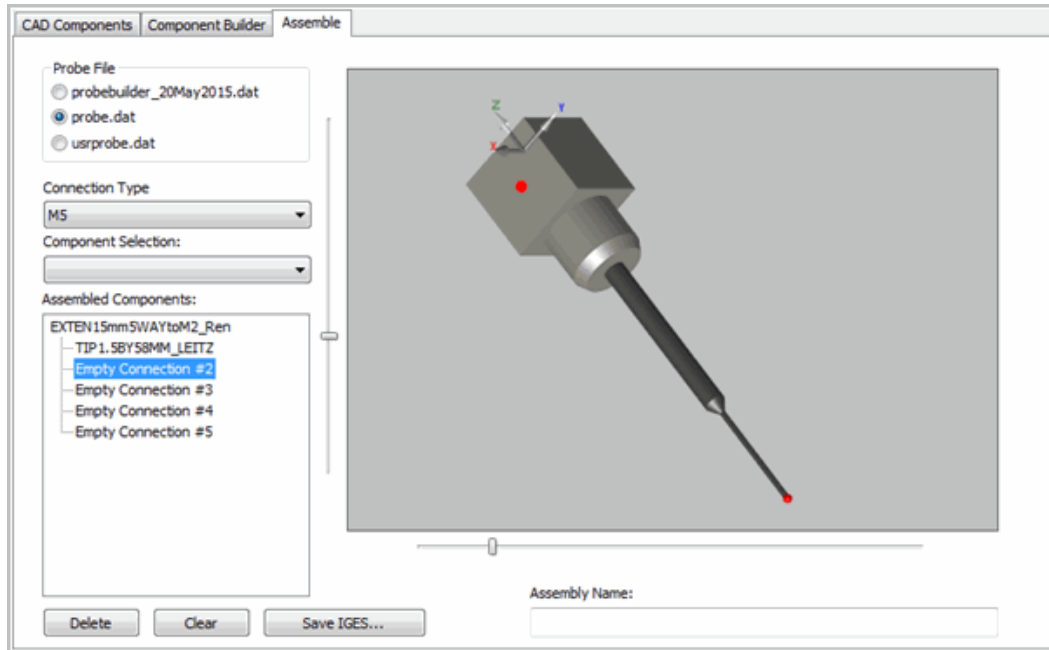 CAD Components Component Builder Assemble
Probe File
probebuilder_20May2015.dat
probe.dat
usrprobe.dat
Connection Type
M5
Component Selection:
Assembled Components:
EXTEN15mm5WAYtoM2_Ren
TIP1.5BY58MM_LEITZ
Empty Connection #2
Empty Connection #3
Empty Connection #4
Empty Connection #5
Z Y
X
Assembly Name:
Delete Clear Save IGES...